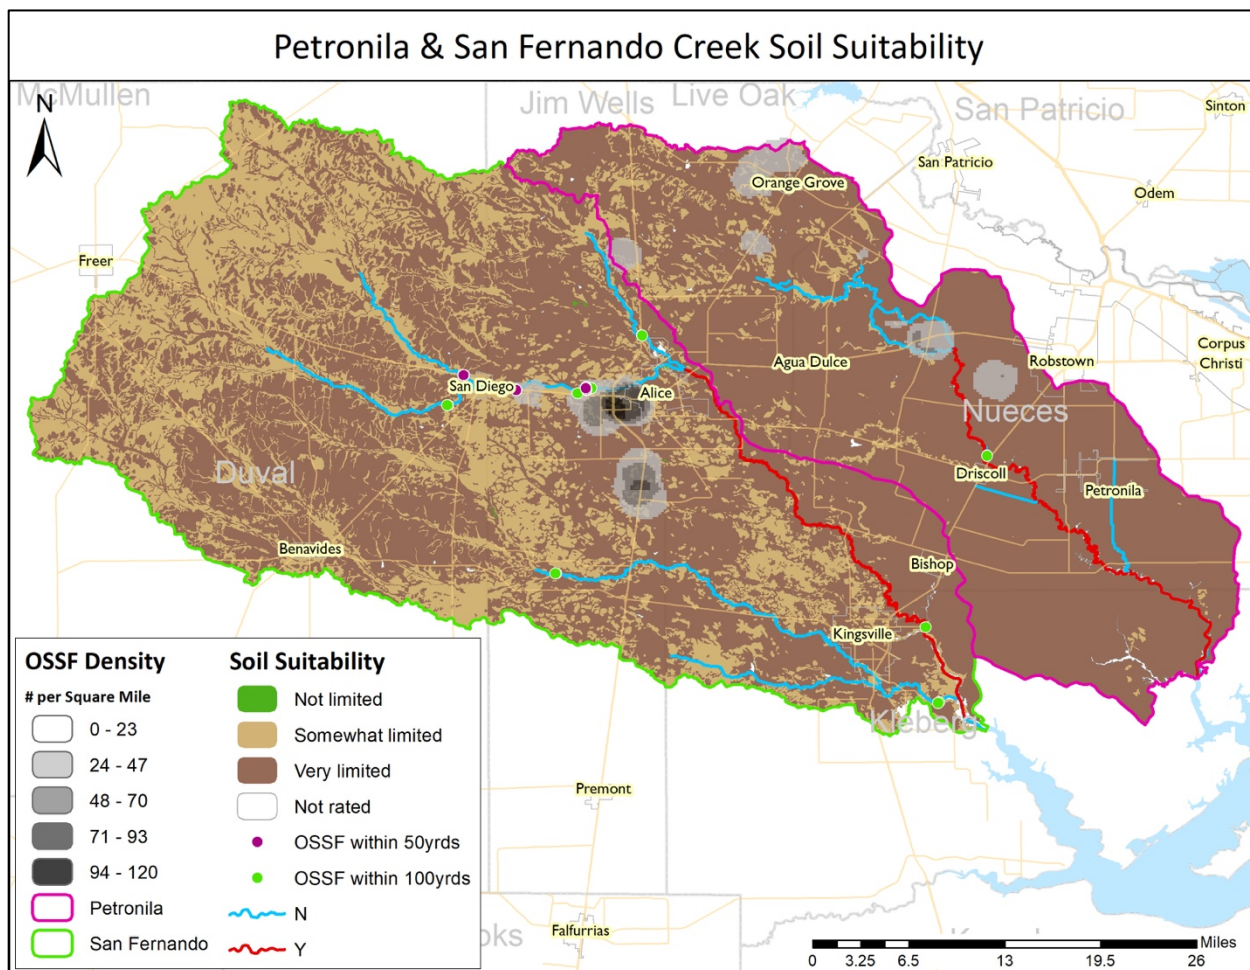 Petronila & San Fernando Creek Soil Suitability
McMullen
Jim Wells
Live Oak
San Patricio
Sinton
N
San Patricio
Orange Grove
Odem
Freer
Corpus
Christi
Robstown
Agua Dulce
San Diego
Alice
Nueces
Duval
Driscoll
Petronila
Benavides
Bishop
Kingsville
Kleberg
Premont
Falfurrias
OSSF Density
# per Square Mile
0 - 23
24 - 47
48 - 70
71 - 93
94 - 120
Petronila
San Fernando
Soil Suitability
Not limited
Somewhat limited
Very limited
Not rated
OSSF within 50yrds
OSSF within 100yrds
N
Y
Miles
0 3.25 6.5 13 19.5 26